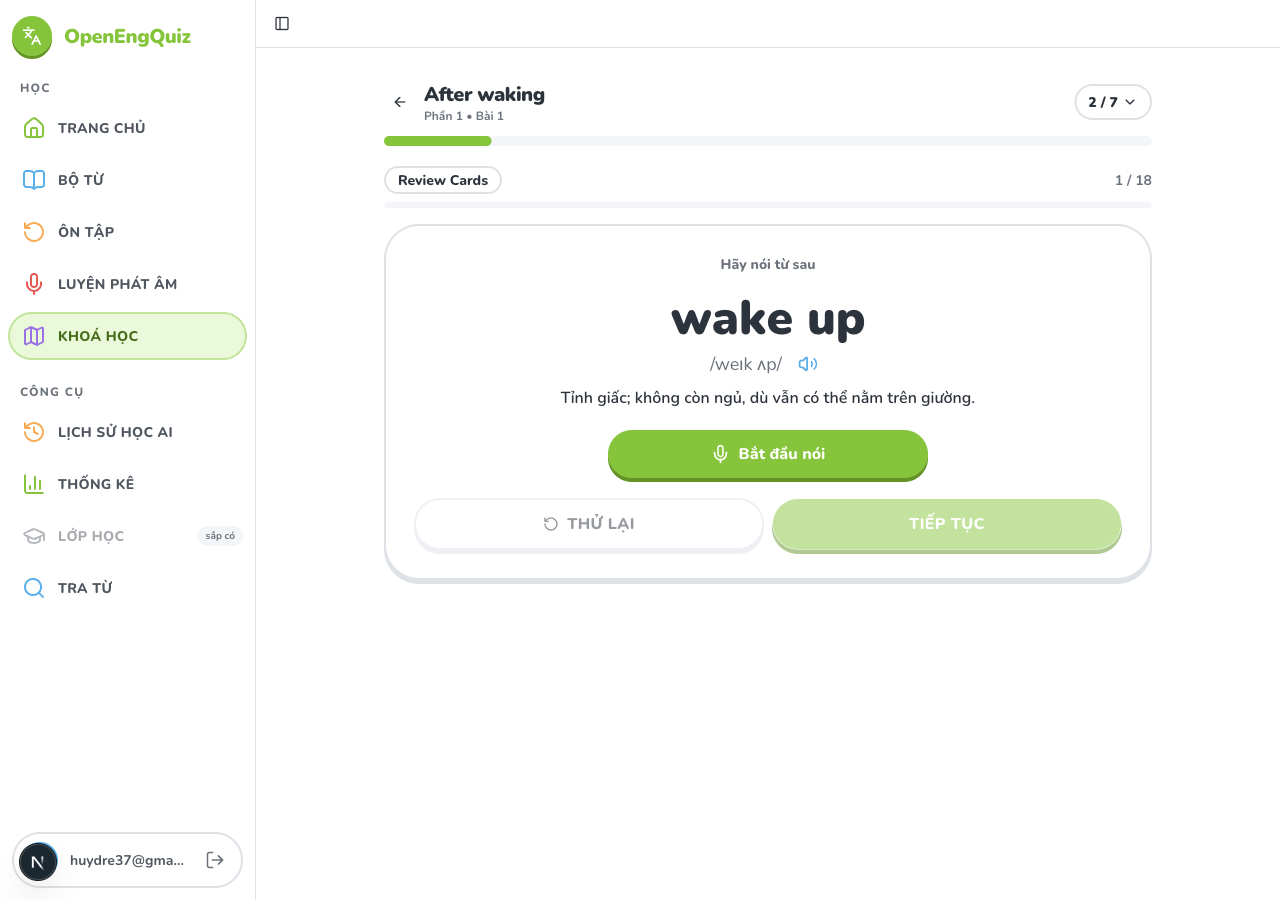 OpenEngQuiz
HỌC
TRANG CHỦ
BỘ TỪ
ÔN TẬP
LUYỆN PHÁT ÂM
KHOÁ HỌC
CÔNG CỤ
LỊCH SỬ HỌC AI
THỐNG KÊ
LỚP HỌC sắp có
TRA TỪ
N huydre37@gma...
After waking
Phần 1 • Bài 1
2 / 7
Review Cards
1 / 18
Hãy nói từ sau
wake up
/weɪk ʌp/
Tỉnh giấc; không còn ngủ, dù vẫn có thể nằm trên giường.
Bắt đầu nói
THỬ LẠI
TIẾP TỤC